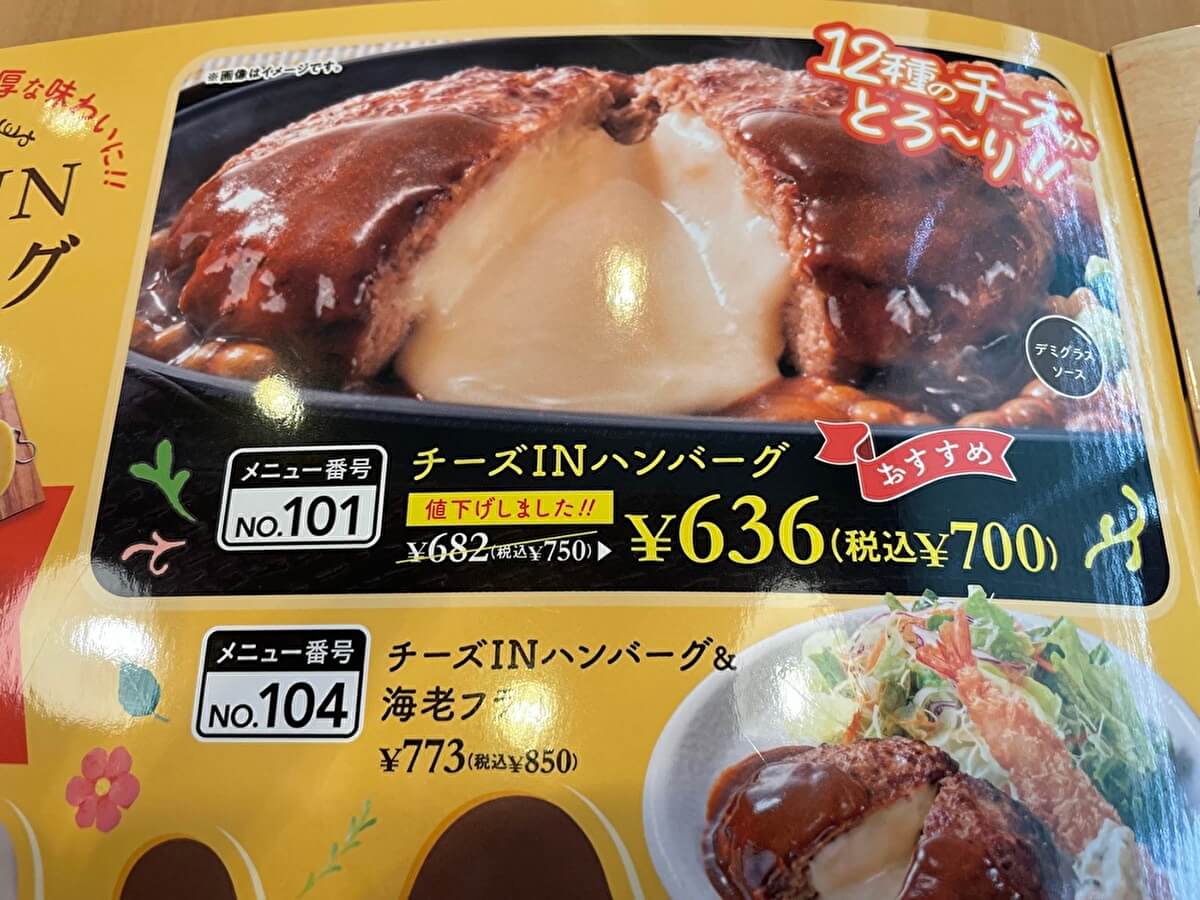 ※画像はイメージです。
12種のチーズが
とろ〜り!!
厚な味わいに!!
IN
グ
デミグラス
ソース
メニュー番号
NO.101
チーズINハンバーグ
おすすめ
値下げしました!!
¥682(税込¥750)▶
¥636(税込¥700)
メニュー番号
NO.104
チーズINハンバーグ&
海老フ
¥773(税込¥850)